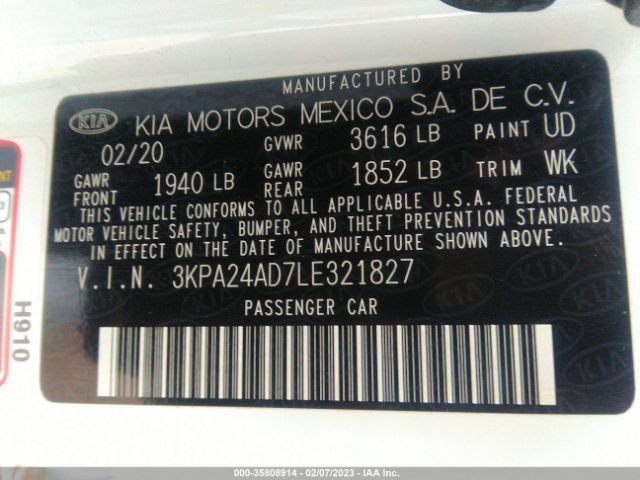 MANUFACTURED BY
KIA KIA MOTORS MEXICO S.A. DE C.V.
02/20 GVWR 3616 LB PAINT UD
GAWR FRONT 1940 LB GAWR REAR 1852 LB TRIM WK
THIS VEHICLE CONFORMS TO ALL APPLICABLE U.S.A. FEDERAL
MOTOR VEHICLE SAFETY, BUMPER, AND THEFT PREVENTION STANDARDS
IN EFFECT ON THE DATE OF MANUFACTURE SHOWN ABOVE.
V.I.N. 3KPA24AD7LE321827
PASSENGER CAR
H910
000-35808914 - 02/07/2023 - IAA, Inc.